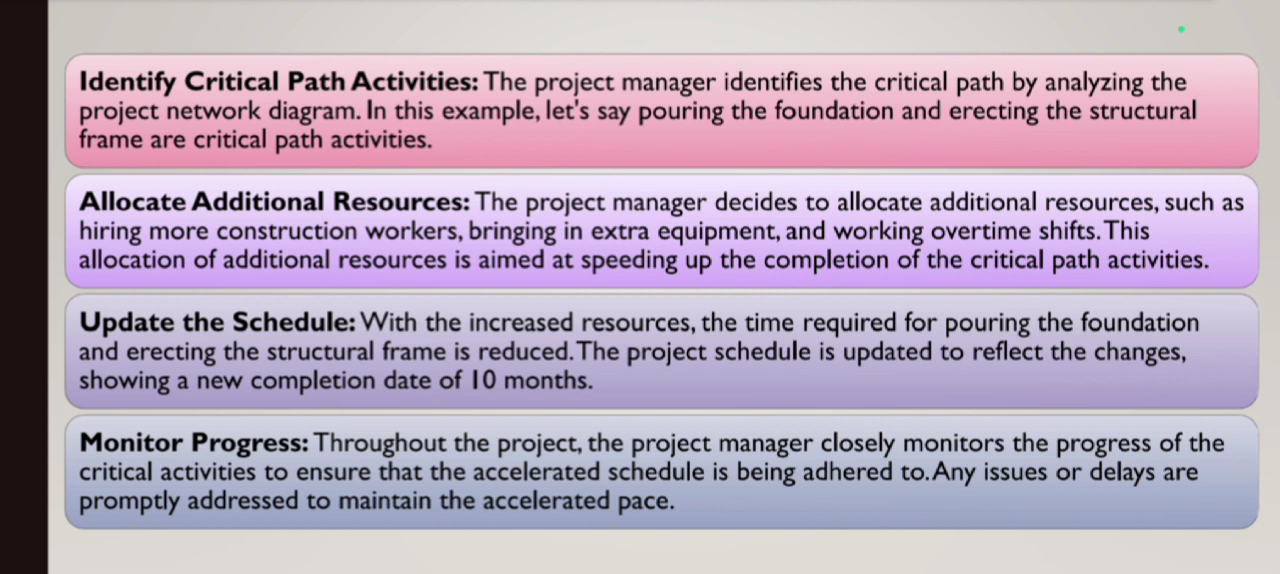 Identify Critical Path Activities: The project manager identifies the critical path by analyzing the
project network diagram. In this example, let's say pouring the foundation and erecting the structural
frame are critical path activities.
Allocate Additional Resources: The project manager decides to allocate additional resources, such as
hiring more construction workers, bringing in extra equipment, and working overtime shifts. This
allocation of additional resources is aimed at speeding up the completion of the critical path activities.
Update the Schedule: With the increased resources, the time required for pouring the foundation
and erecting the structural frame is reduced. The project schedule is updated to reflect the changes,
showing a new completion date of 10 months.
Monitor Progress: Throughout the project, the project manager closely monitors the progress of the
critical activities to ensure that the accelerated schedule is being adhered to. Any issues or delays are
promptly addressed to maintain the accelerated pace.